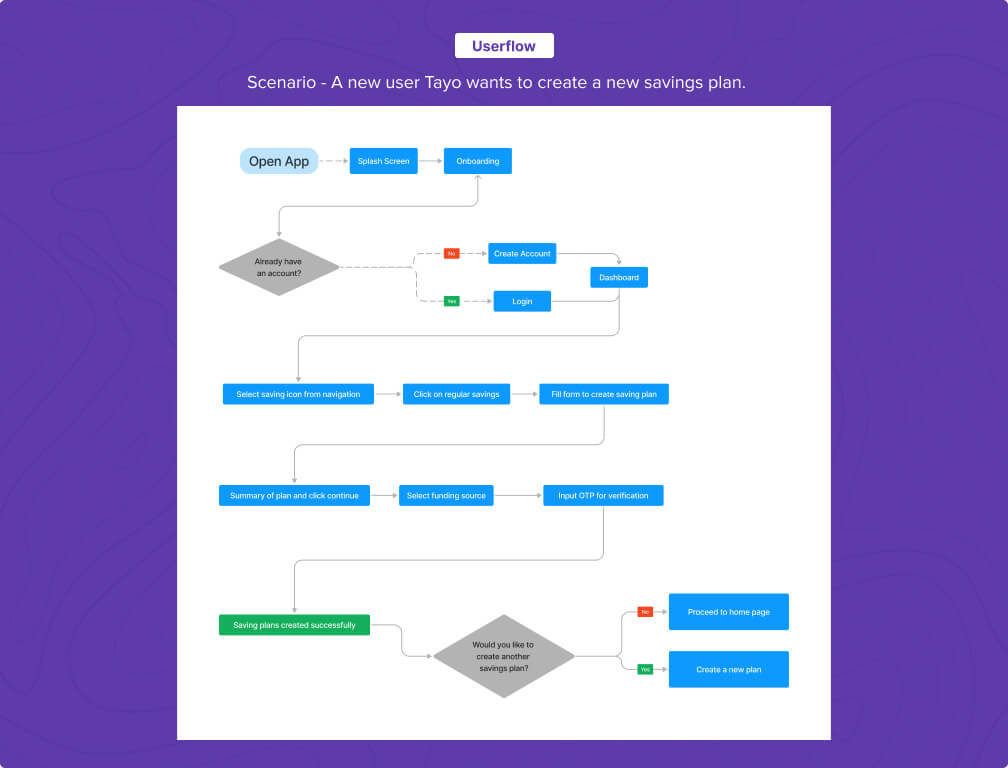 Userflow
Scenario - A new user Tayo wants to create a new savings plan.
Open App
Splash Screen
Onboarding
Already have
an account?
No
Create Account
Dashboard
Yes
Login
Select saving icon from navigation
Click on regular savings
Fill form to create saving plan
Summary of plan and click continue
Select funding source
Input OTP for verification
Saving plans created successfully
Would you like to
create another
savings plan?
No
Proceed to home page
Yes
Create a new plan